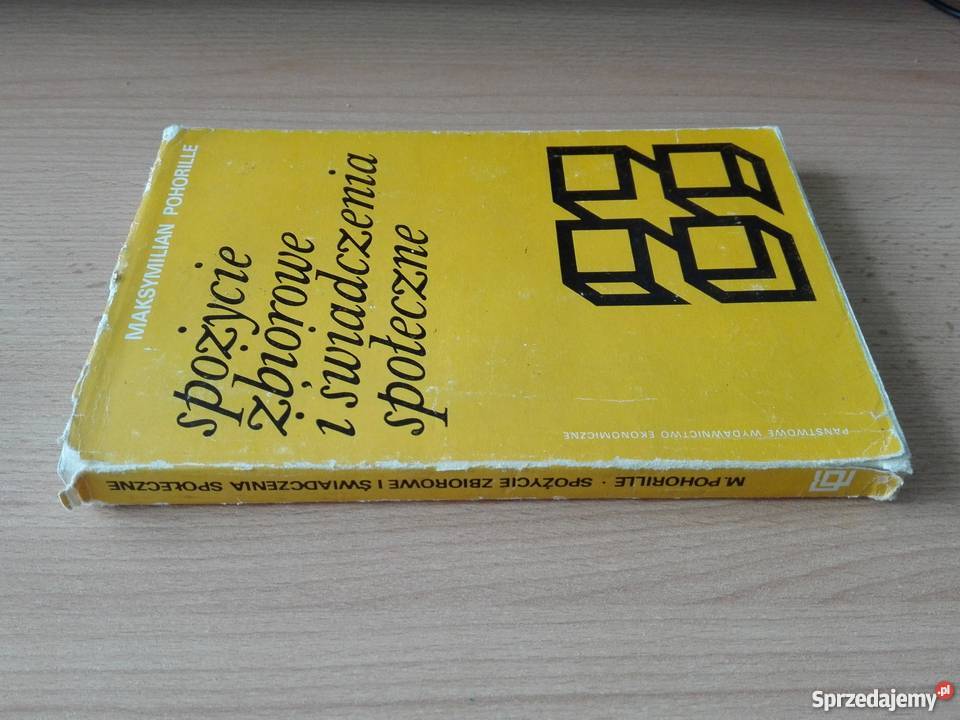 MAKSYMILIAN POHORILLE
spożycie
zbiorowe
i świadczenia
społeczne
PAŃSTWOWE WYDAWNICTWO EKONOMICZNE
M. POHORILLE · SPOŻYCIE ZBIOROWE I ŚWIADCZENIA SPOŁECZNE
Sprzedajemy.pl